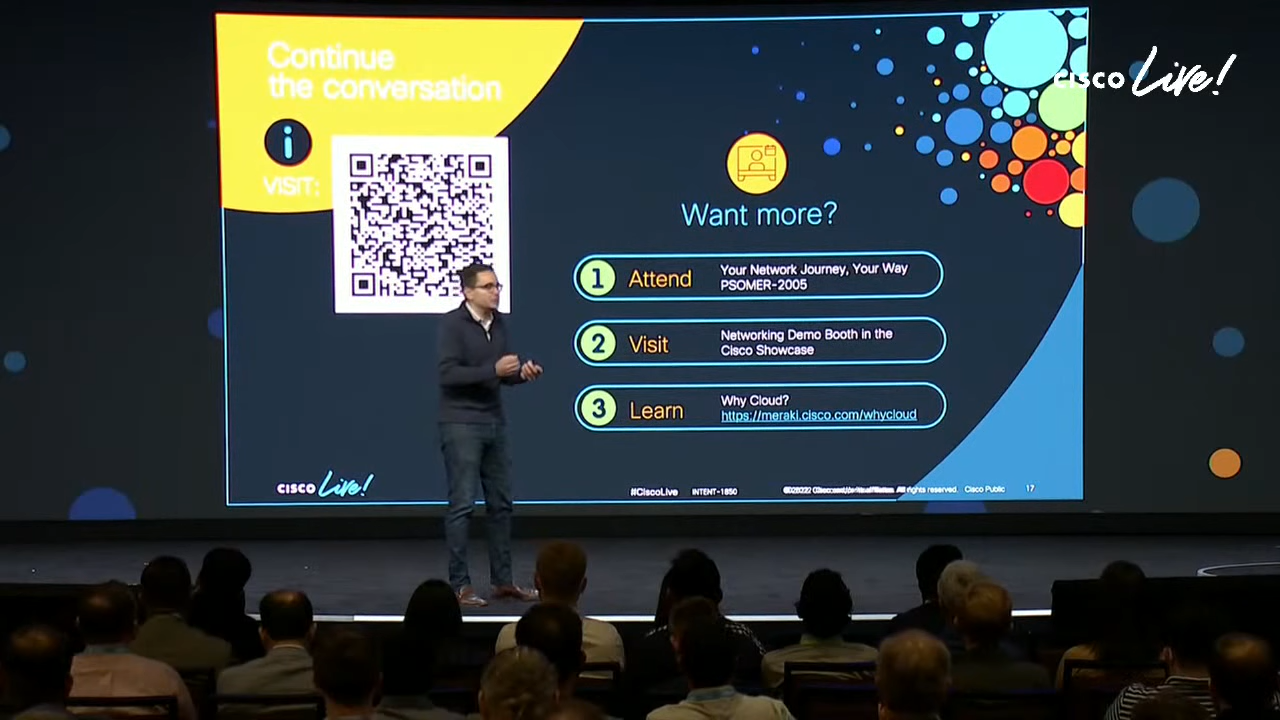 Continue
the conversation
i
VISIT:
Want more?
1 Attend Your Network Journey, Your Way
PSOMER-2005
2 Visit Networking Demo Booth in the
Cisco Showcase
3 Learn Why Cloud?
https://meraki.cisco.com/whycloud
CISCO Live!
#CiscoLive INTENT-1850 rights reserved. Cisco Public 17
CISCO Live!